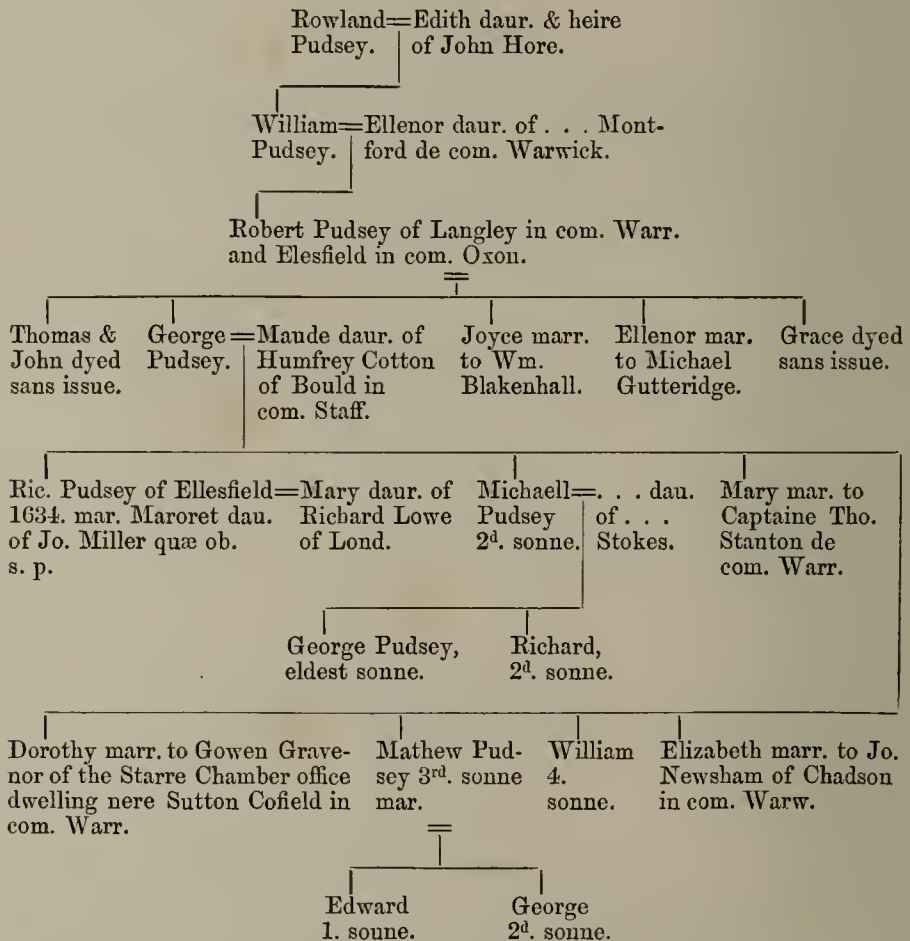 Rowland=Edith daur. & heire
Pudsey. of John Hore.
William=Ellenor daur. of . . . Mont-
Pudsey. ford de com. Warwick.
Robert Pudsey of Langley in com. Warr.
and Elesfield in com. Oxon.
=
Thomas &
John dyed
sans issue.
George=
Pudsey.
Maude daur. of
Humfrey Cotton
of Bould in
com. Staff.
Joyce marr.
to Wm.
Blakenhall.
Ellenor mar.
to Michael
Gutteridge.
Grace dyed
sans issue.
Ric. Pudsey of Ellesfield=
1634. mar. Maroret dau.
of Jo. Miller quæ ob.
s. p.
Mary daur. of
Richard Lowe
of Lond.
Michaell=
Pudsey
2d. sonne.
. . . dau.
of . . .
Stokes.
Mary mar. to
Captaine Tho.
Stanton de
com. Warr.
George Pudsey,
eldest sonne.
Richard,
2d. sonne.
Dorothy marr. to Gowen Grave-
nor of the Starre Chamber office
dwelling nere Sutton Cofield in
com. Warr.
Mathew Pud-
sey 3rd. sonne
mar.
William
4.
sonne.
Elizabeth marr. to Jo.
Newsham of Chadson
in com. Warw.
=
Edward
1. sonne.
George
2d. sonne.